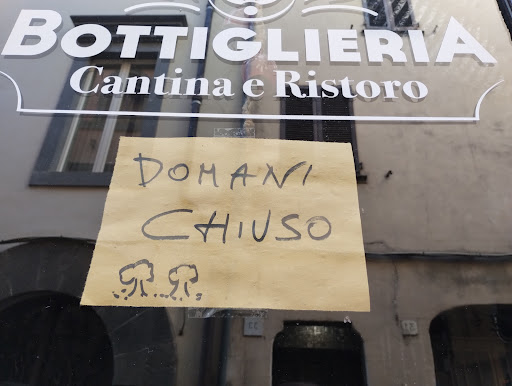 BOTTIGLIERIA
Cantina e Ristoro
DOMANI
CHIUSO